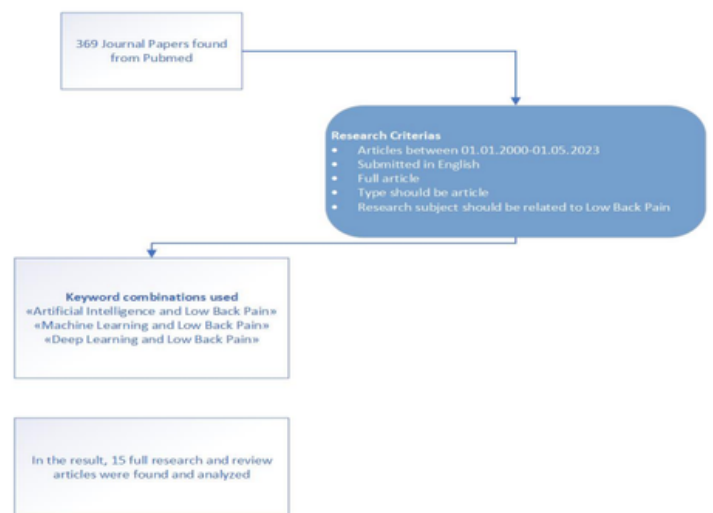 369 Journal Papers found
from Pubmed
Research Criterias
• Articles between 01.01.2000-01.05.2023
• Submitted in English
• Full article
• Type should be article
• Research subject should be related to Low Back Pain
Keyword combinations used
«Artificial Intelligence and Low Back Pain»
«Machine Learning and Low Back Pain»
«Deep Learning and Low Back Pain»
In the result, 15 full research and review
articles were found and analyzed